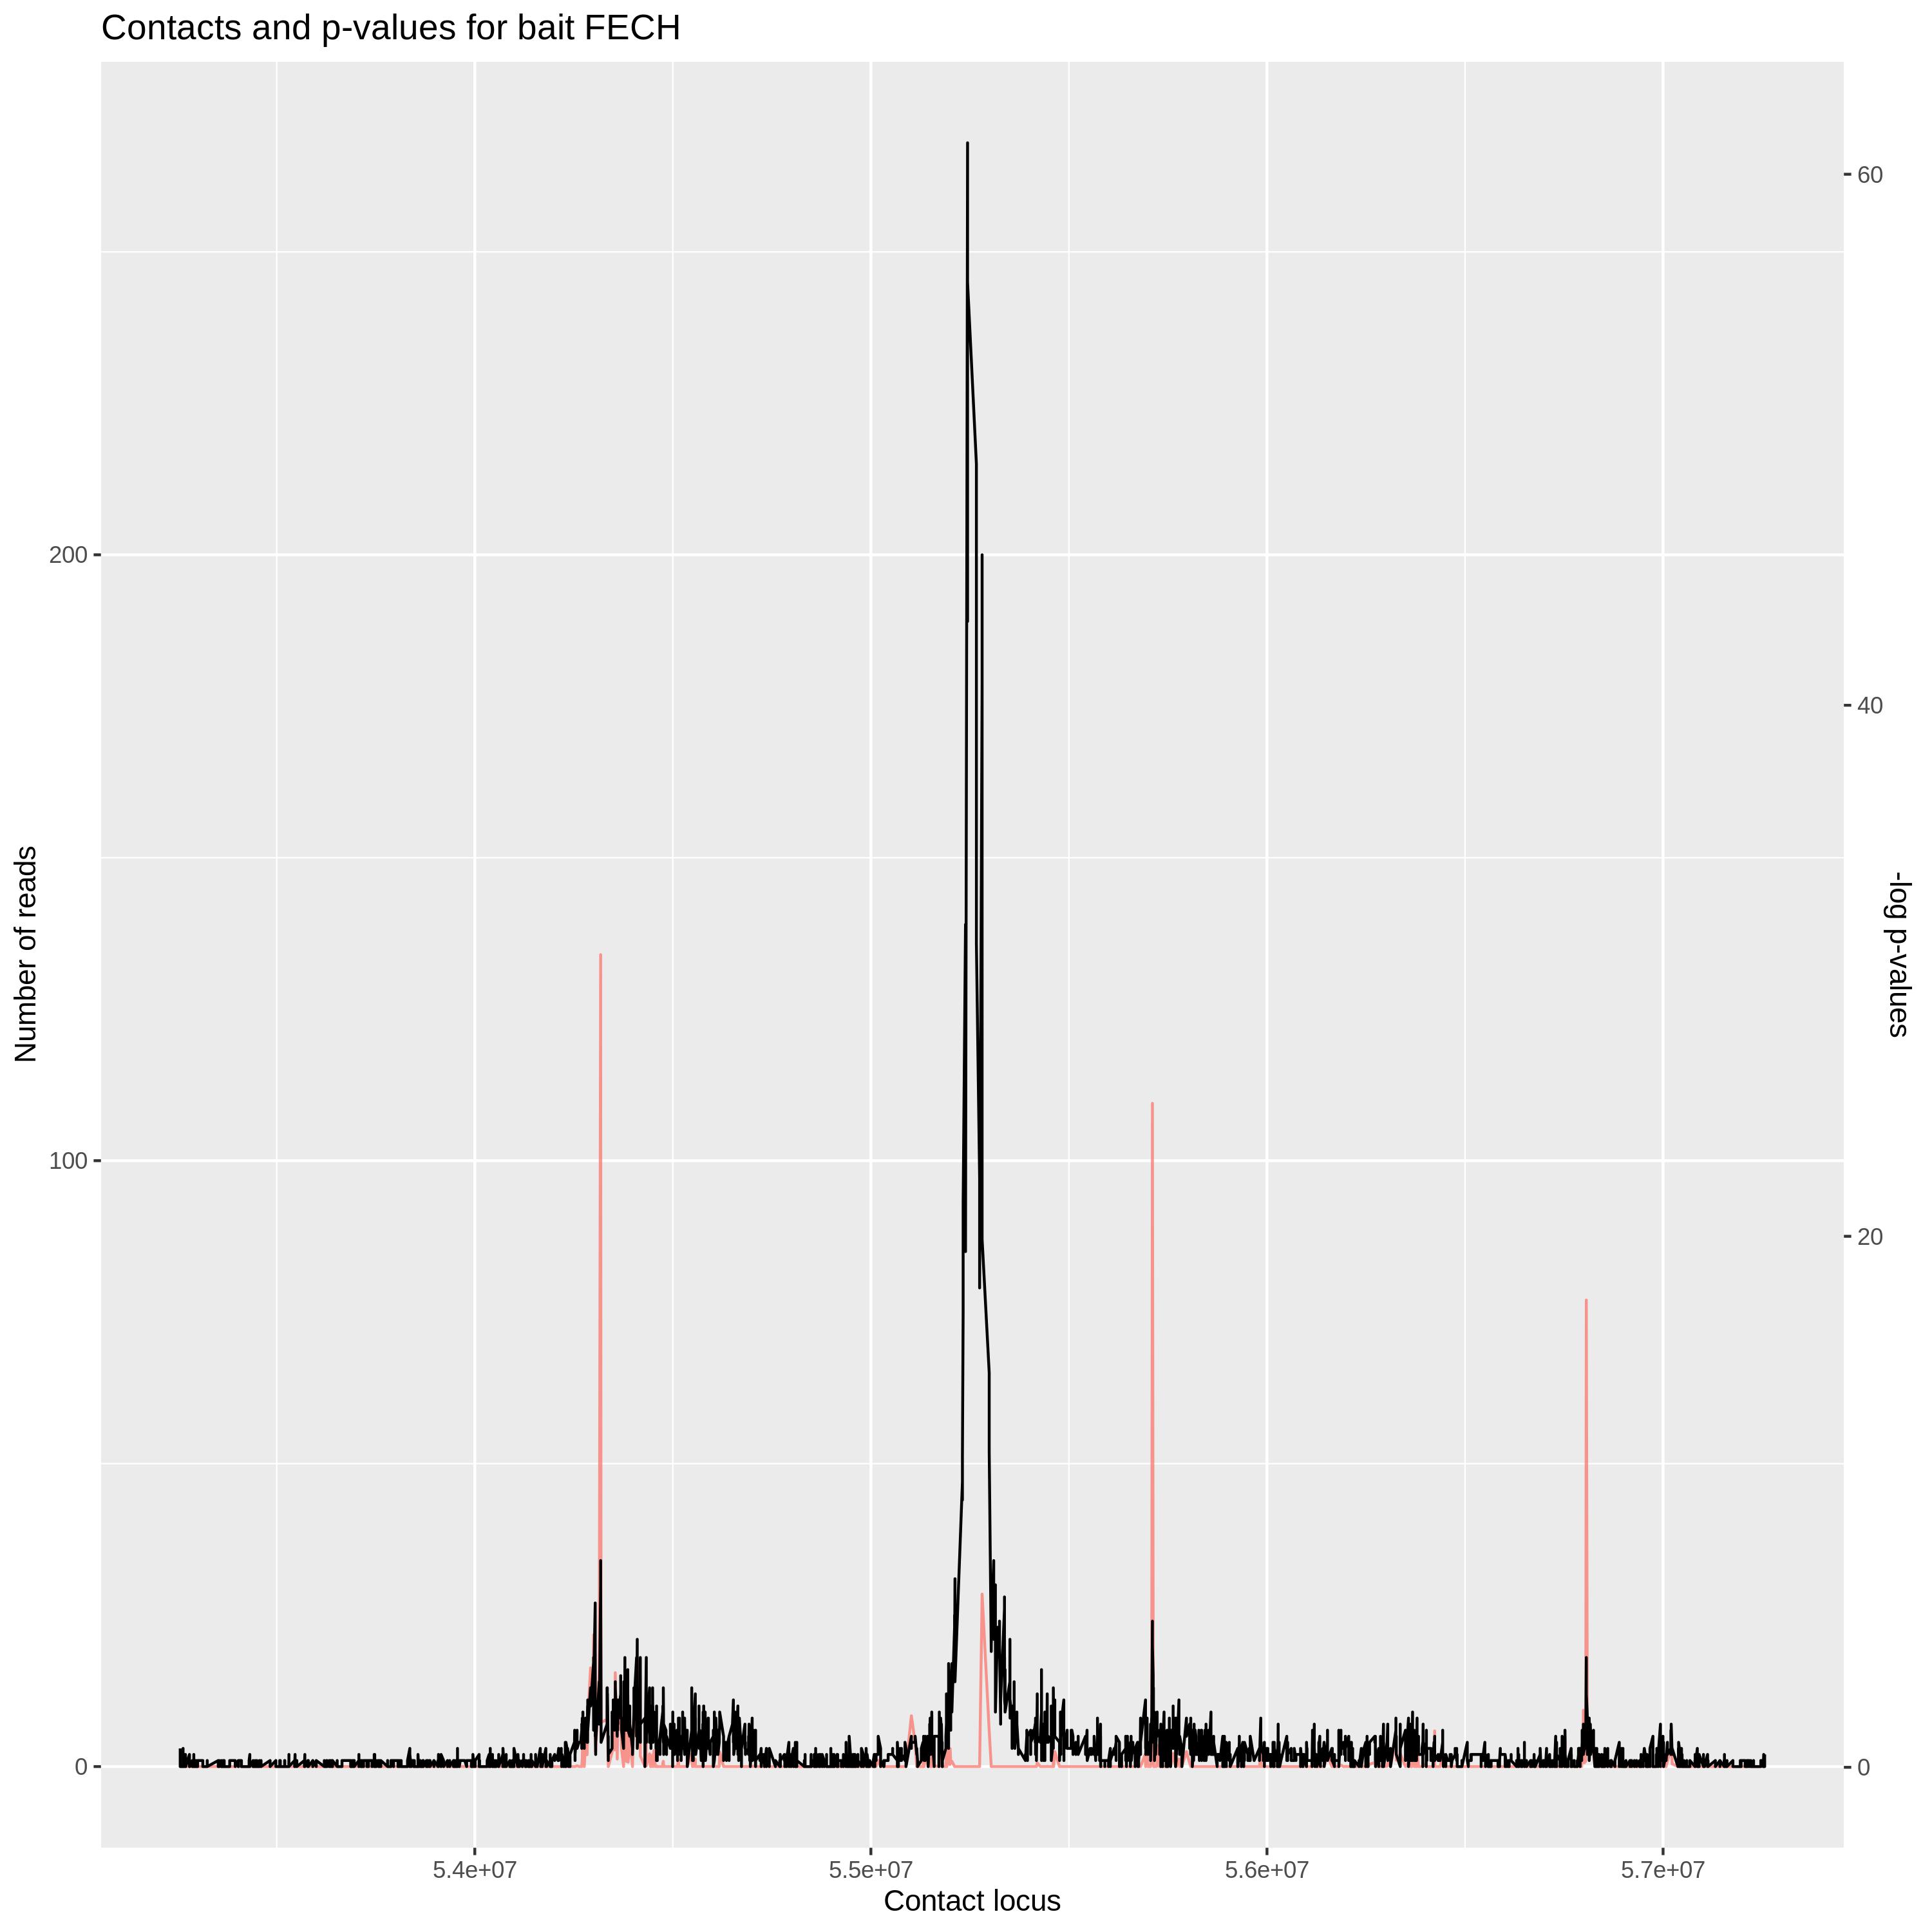 Contacts and p-values for bait FECH
Number of reads
200
100
0
60
40
20
0
-log p-values
5.4e+07 5.5e+07 5.6e+07 5.7e+07
Contact locus